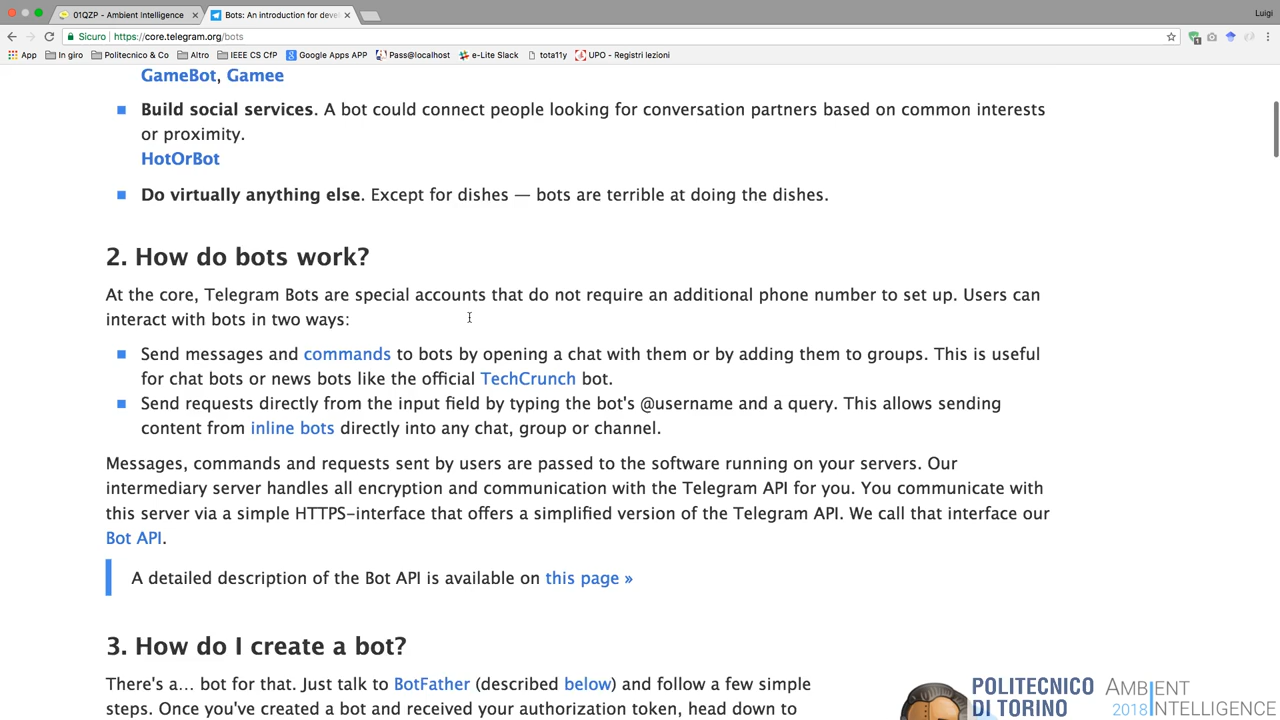 01QZP - Ambient Intelligence
Bots: An introduction for deve
Luigi
Sicuro
https://core.telegram.org/bots
App
In giro
Politecnico & Co
Altro
IEEE CS CfP
Google Apps APP
Pass@localhost
e-Lite Slack
tota11y
UPO - Registri lezioni
GameBot, Gamee
Build social services. A bot could connect people looking for conversation partners based on common interests
or proximity.
HotOrBot
Do virtually anything else. Except for dishes — bots are terrible at doing the dishes.
2. How do bots work?
At the core, Telegram Bots are special accounts that do not require an additional phone number to set up. Users can
interact with bots in two ways:
Send messages and commands to bots by opening a chat with them or by adding them to groups. This is useful
for chat bots or news bots like the official TechCrunch bot.
Send requests directly from the input field by typing the bot's @username and a query. This allows sending
content from inline bots directly into any chat, group or channel.
Messages, commands and requests sent by users are passed to the software running on your servers. Our
intermediary server handles all encryption and communication with the Telegram API for you. You communicate with
this server via a simple HTTPS-interface that offers a simplified version of the Telegram API. We call that interface our
Bot API.
A detailed description of the Bot API is available on this page »
3. How do I create a bot?
There's a… bot for that. Just talk to BotFather (described below) and follow a few simple
steps. Once you've created a bot and received your authorization token, head down to
POLITECNICO
DI TORINO
AMBIENT
2018 INTELLIGENCE